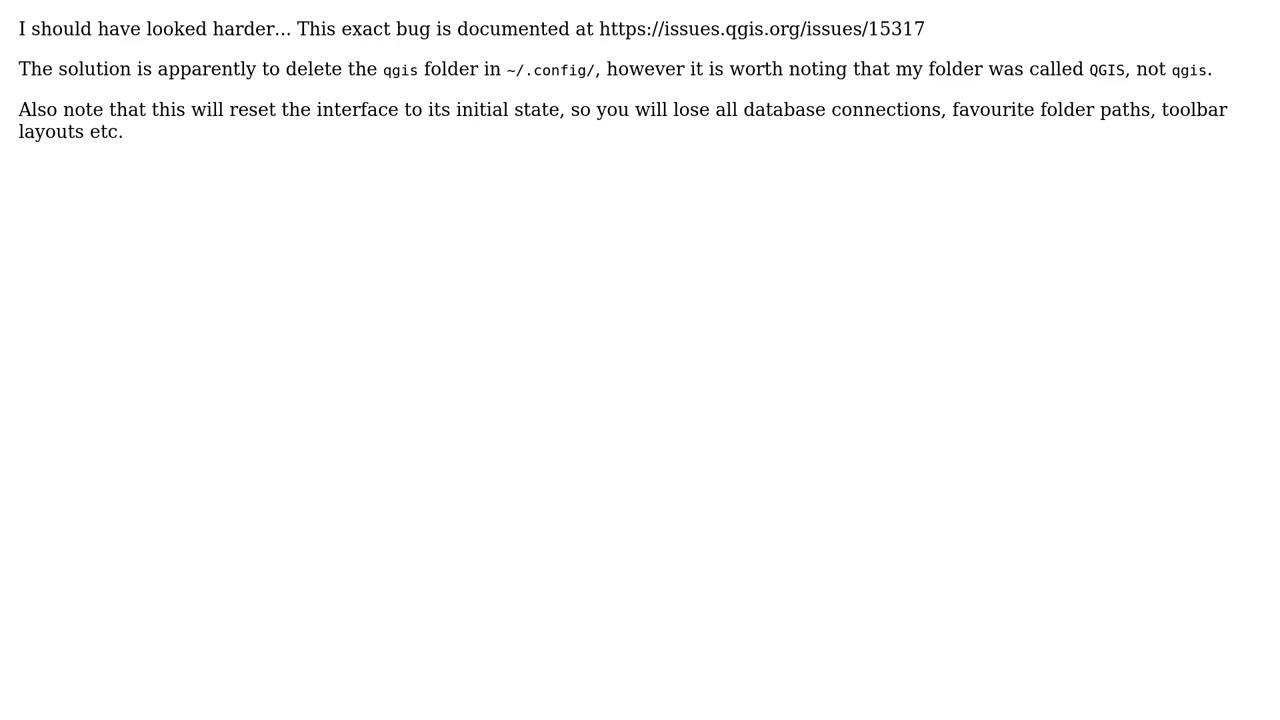 I should have looked harder... This exact bug is documented at https://issues.qgis.org/issues/15317
The solution is apparently to delete the qgis folder in ~/.config/, however it is worth noting that my folder was called QGIS, not qgis.
Also note that this will reset the interface to its initial state, so you will lose all database connections, favourite folder paths, toolbar
layouts etc.